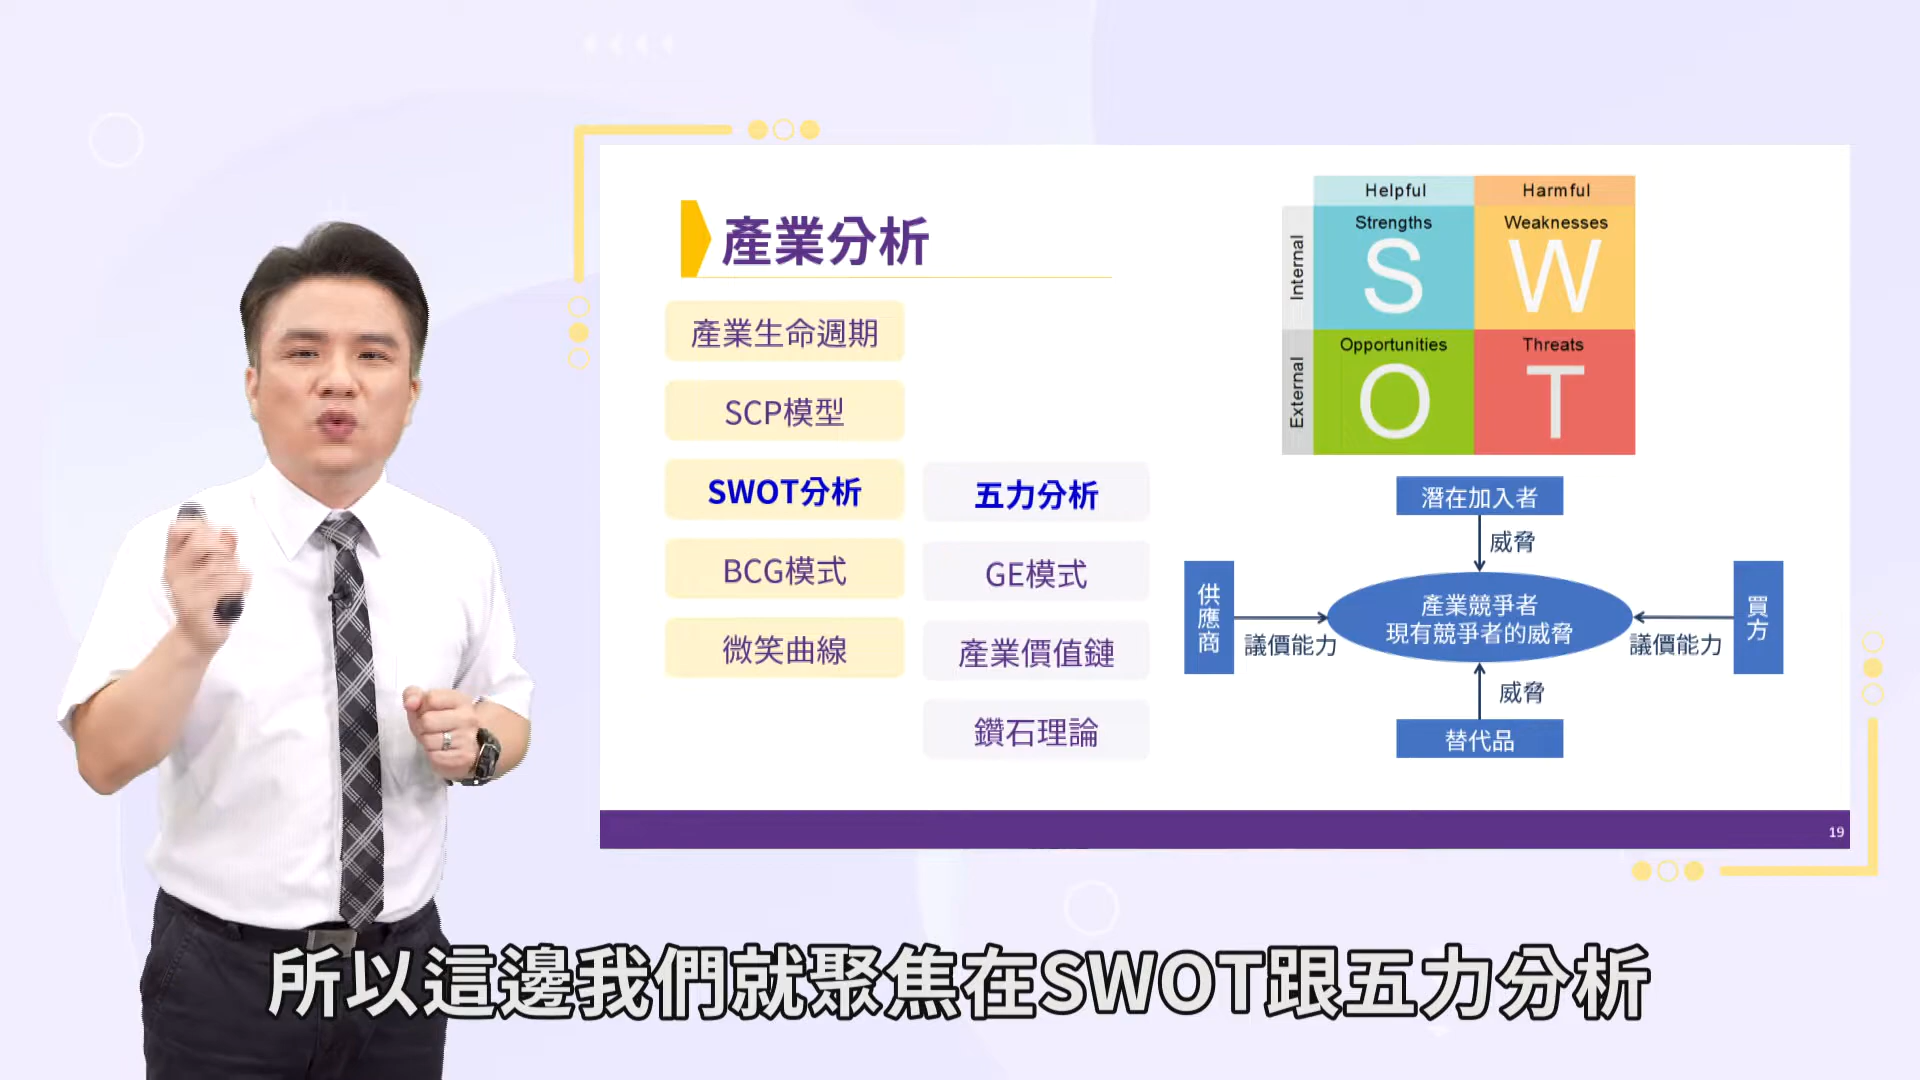 產業分析
產業生命週期
SCP模型
SWOT分析
BCG模式
微笑曲線
五力分析
GE模式
產業價值鏈
鑽石理論
Helpful
Harmful
Internal
Strengths
S
Weaknesses
W
External
Opportunities
O
Threats
T
潛在加入者
威脅
供應商
議價能力
產業競爭者
現有競爭者的威脅
議價能力
買方
威脅
替代品
19
所以這邊我們就聚焦在SWOT跟五力分析